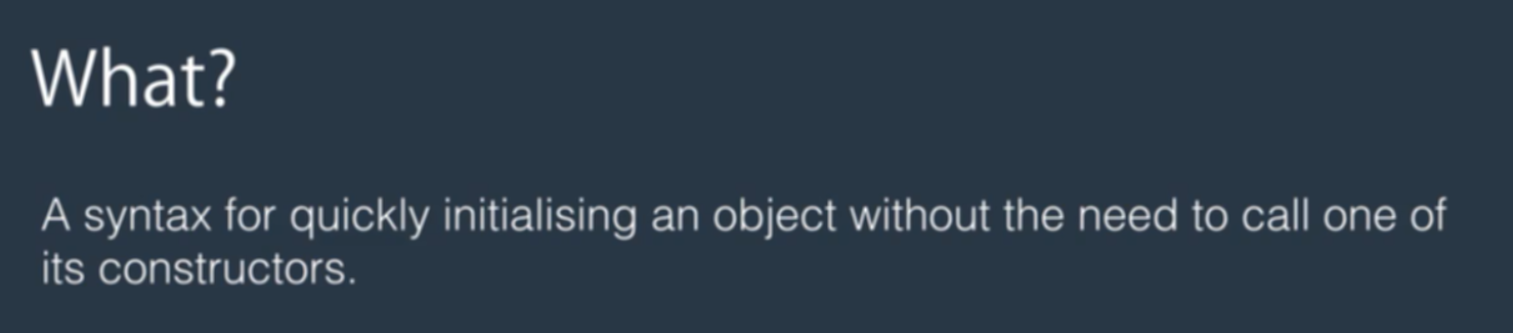 What?
A syntax for quickly initialising an object without the need to call one of
its constructors.